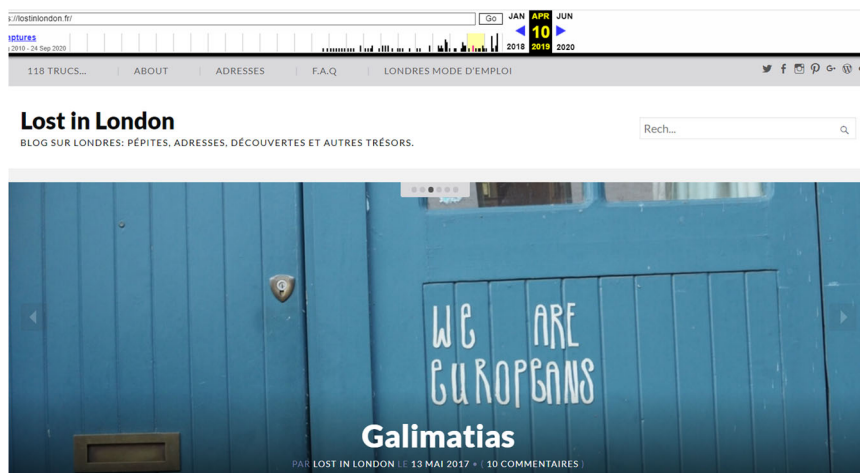 s://lostinlondon.fr/ Go JAN APR JUN
aptures 10
2010 - 24 Sep 2020 2018 2019 2020
118 TRUCS... ABOUT ADRESSES F.A.Q LONDRES MODE D'EMPLOI
Lost in London
BLOG SUR LONDRES: PÉPITES, ADRESSES, DÉCOUVERTES ET AUTRES TRÉSORS.
Rech...
WE ARE
EUROPEANS
Galimatias
PAR LOST IN LONDON LE 13 MAI 2017 • ( 10 COMMENTAIRES )